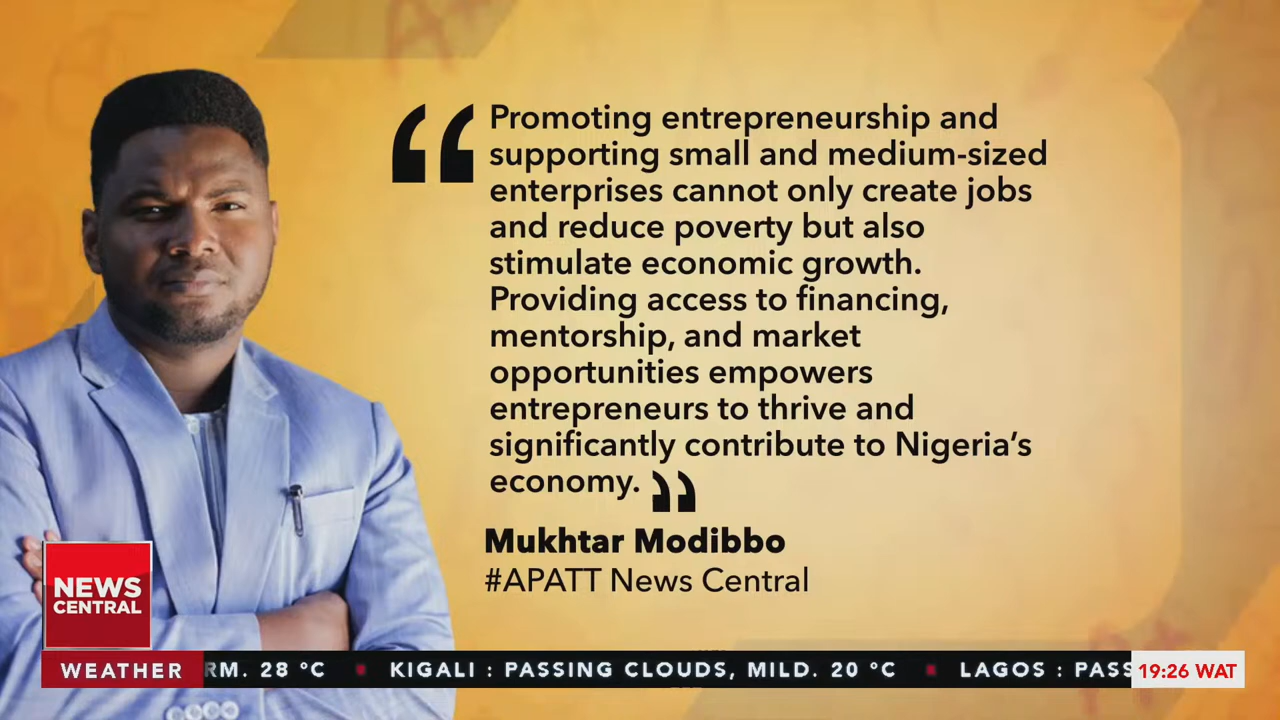 Promoting entrepreneurship and
supporting small and medium-sized
enterprises cannot only create jobs
and reduce poverty but also
stimulate economic growth.
Providing access to financing,
mentorship, and market
opportunities empowers
entrepreneurs to thrive and
significantly contribute to Nigeria's
economy.
Mukhtar Modibbo
#APATT News Central
NEWS
CENTRAL
WEATHER RM. 28 °C KIGALI : PASSING CLOUDS, MILD. 20 °C LAGOS : PASS 19:26 WAT